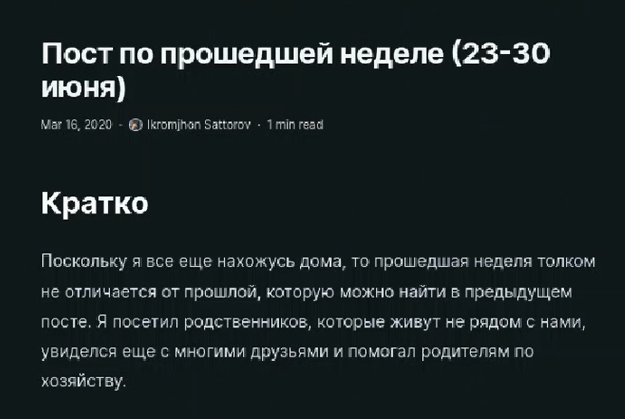 Пост по прошедшей неделе (23-30
июня)
Mar 16, 2020 · Ikromjhon Sattorov · 1 min read
Кратко
Поскольку я все еще нахожусь дома, то прошедшая неделя толком
не отличается от прошлой, которую можно найти в предыдущем
посте. Я посетил родственников, которые живут не рядом с нами,
увиделся еще с многими друзьями и помогал родителям по
хозяйству.